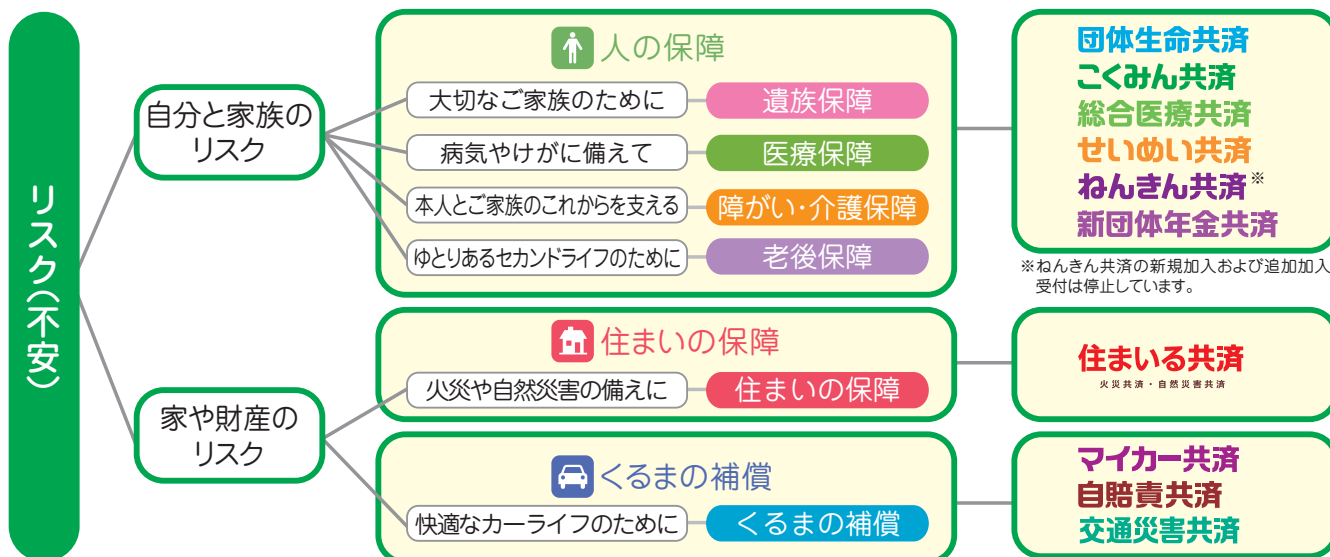 リスク(不安)
自分と家族の
リスク
人の保障
大切なご家族のために
遺族保障
病気やけがに備えて
医療保障
本人とご家族のこれからを支える
障がい・介護保障
ゆとりあるセカンドライフのために
老後保障
団体生命共済
こくみん共済
総合医療共済
せいめい共済
ねんきん共済※
新団体年金共済
※ねんきん共済の新規加入および追加加入
受付は停止しています。
家や財産の
リスク
住まいの保障
火災や自然災害の備えに
住まいの保障
住まいる共済
火災共済・自然災害共済
くるまの補償
快適なカーライフのために
くるまの補償
マイカー共済
自賠責共済
交通災害共済